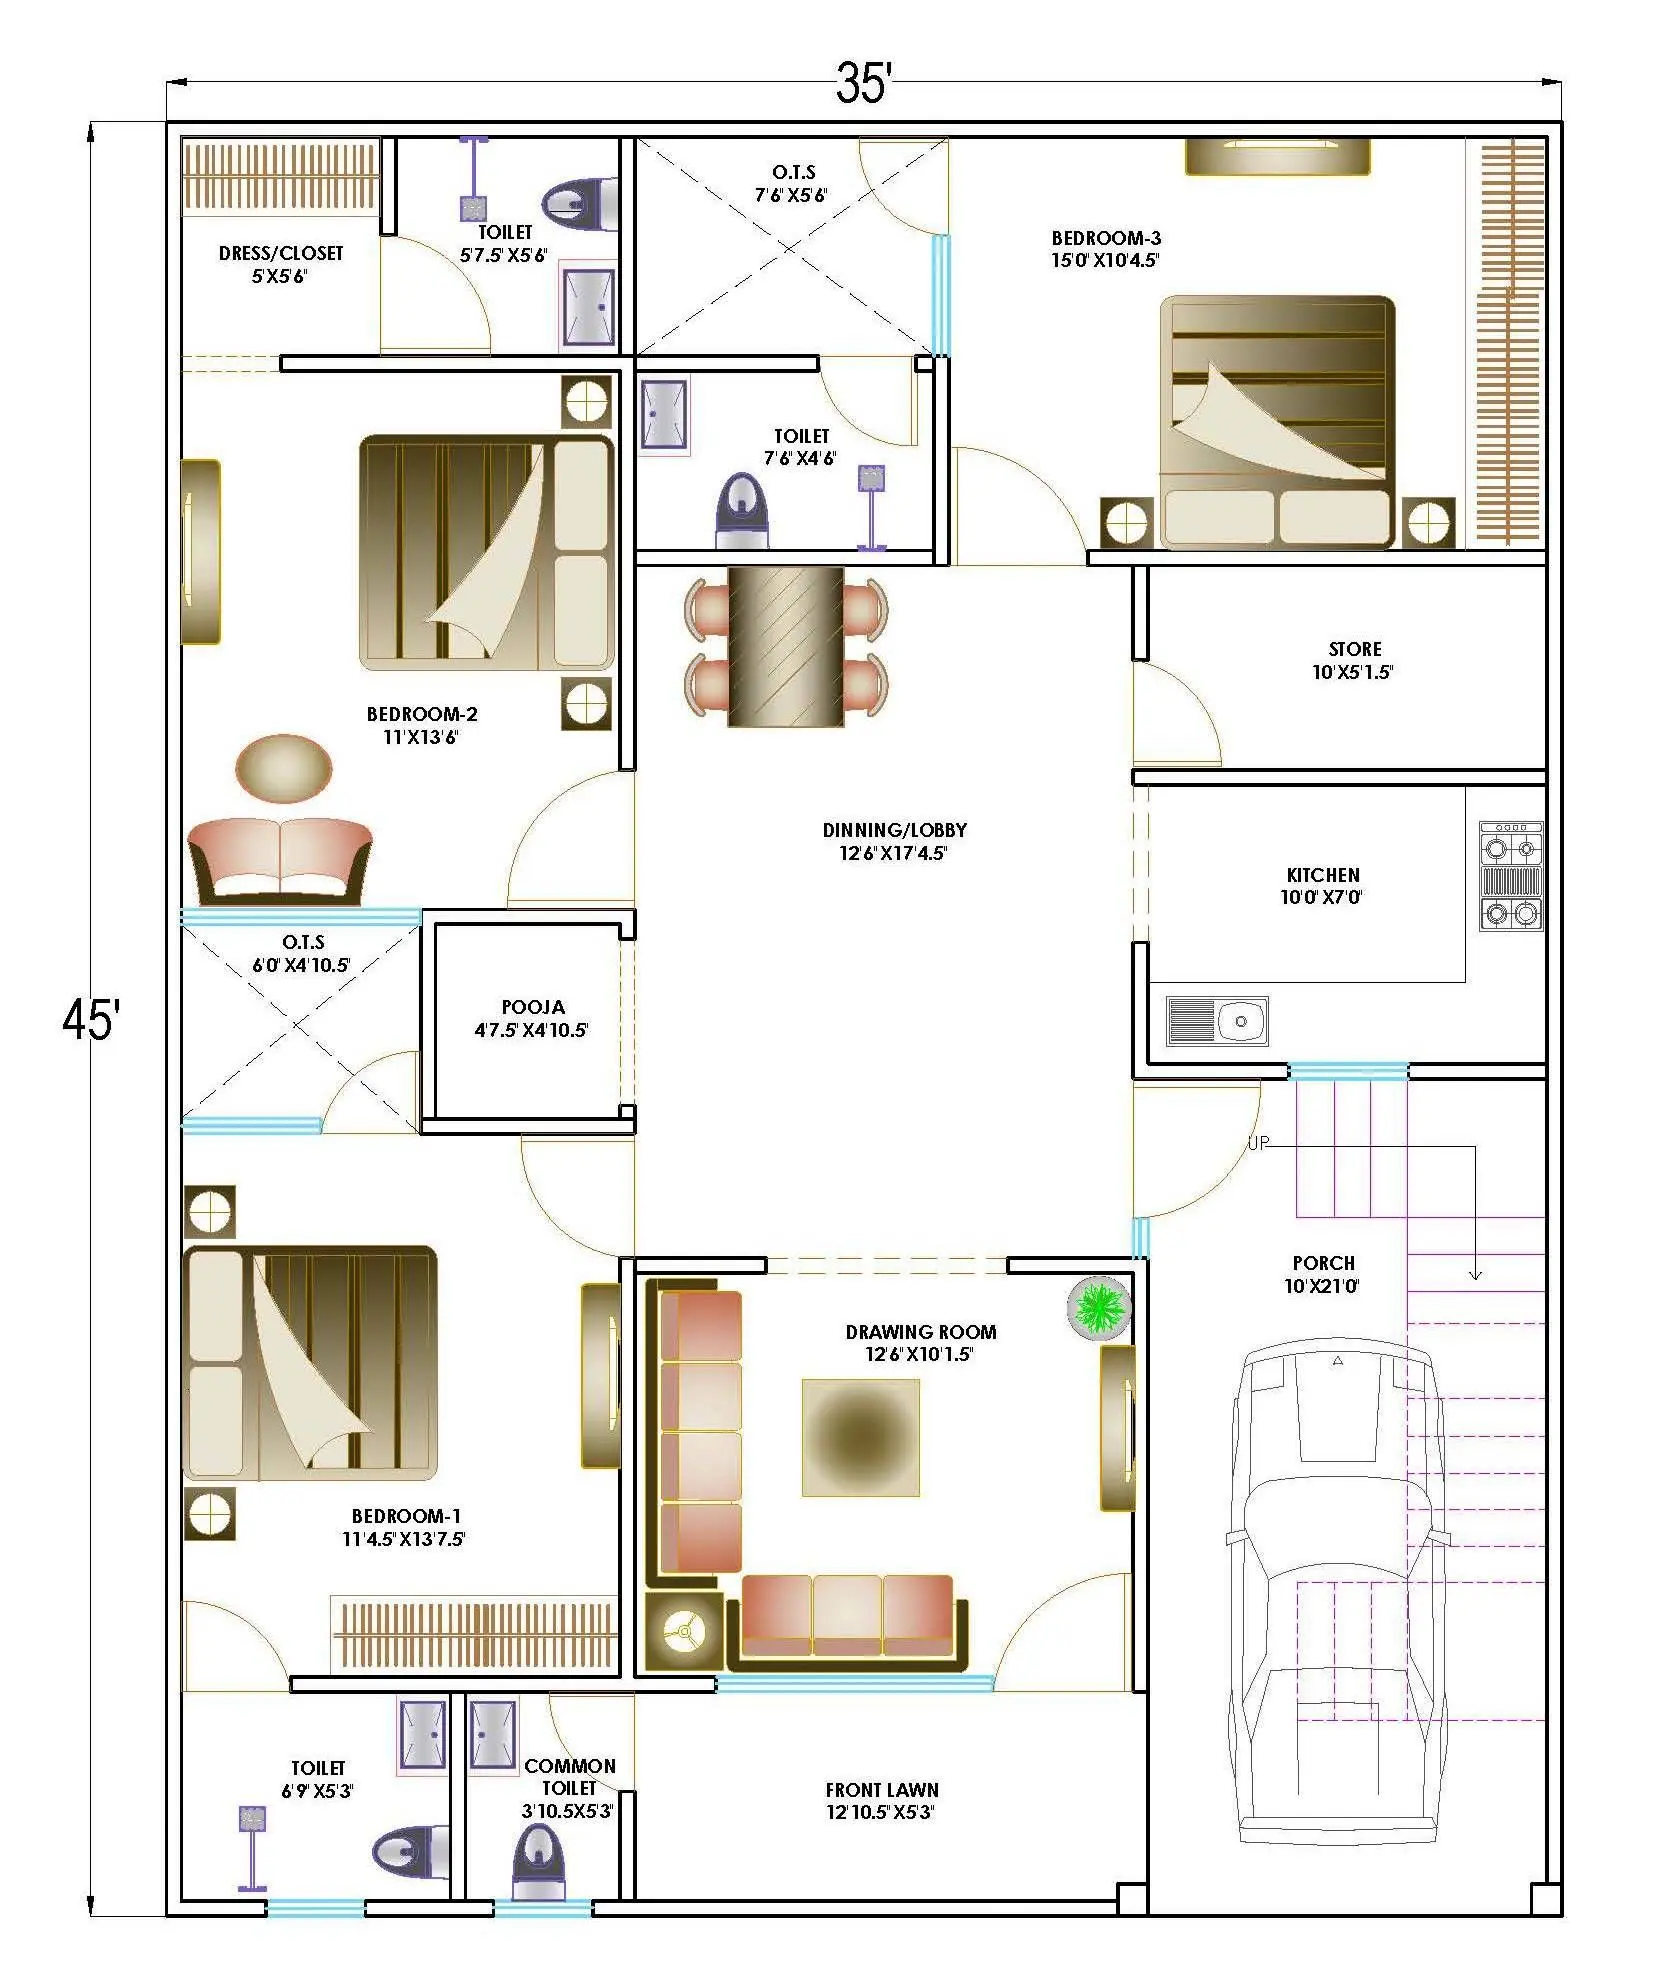 35'
45'
DRESS/CLOSET
5'X5'6"
TOILET
5'7.5"X5'6"
O.T.S
7'6"X5'6"
BEDROOM-3
15'0"X10'4.5"
TOILET
7'6"X4'6"
BEDROOM-2
11'X13'6"
STORE
10'X5'1.5"
DINNING/LOBBY
12'6"X17'4.5"
KITCHEN
10'0"X7'0"
O.T.S
6'0"X4'10.5"
POOJA
4'7.5"X4'10.5"
UP
PORCH
10'X21'0"
DRAWING ROOM
12'6"X10'1.5"
BEDROOM-1
11'4.5"X13'7.5"
TOILET
6'9"X5'3"
COMMON
TOILET
3'10.5X5'3"
FRONT LAWN
12'10.5"X5'3"